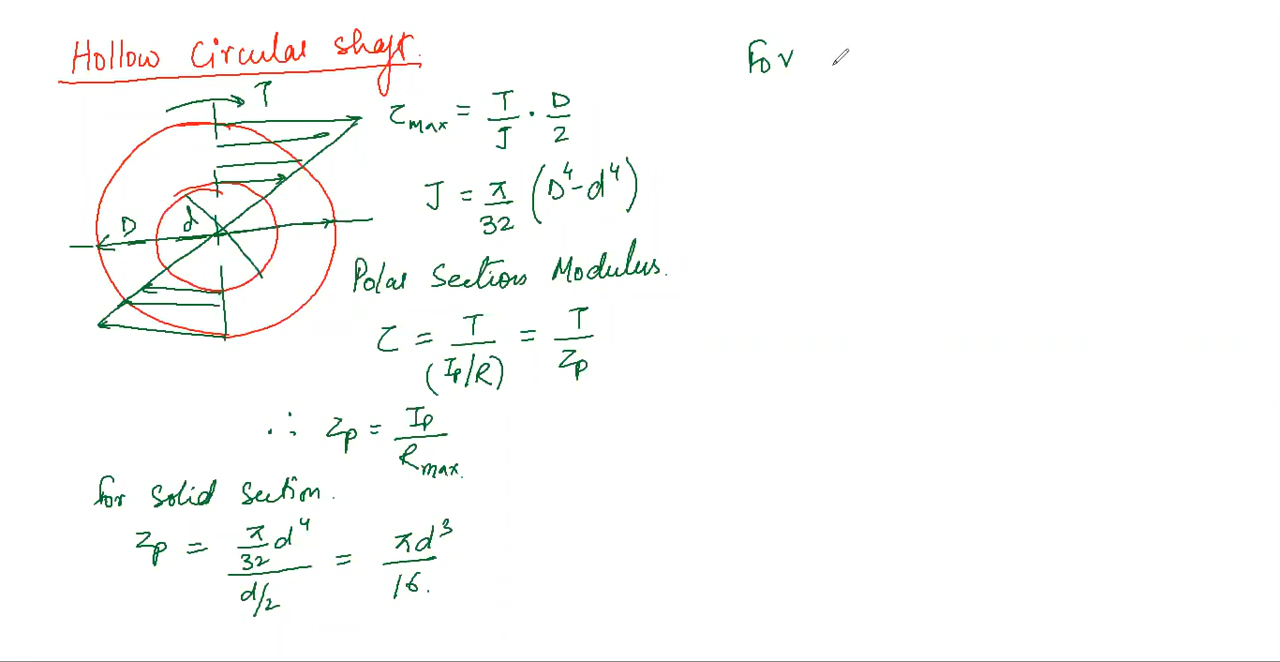 Hollow Circular shaft.
T
D
d
τmax = T/J · D/2
J = π/32 (D⁴ - d⁴)
Polar Section Modulus.
τ = T/(Ip/R) = T/Zp
∴ Zp = Ip/Rmax.
for solid section.
Zp = (π/32 d⁴)/(d/2) = πd³/16.
For